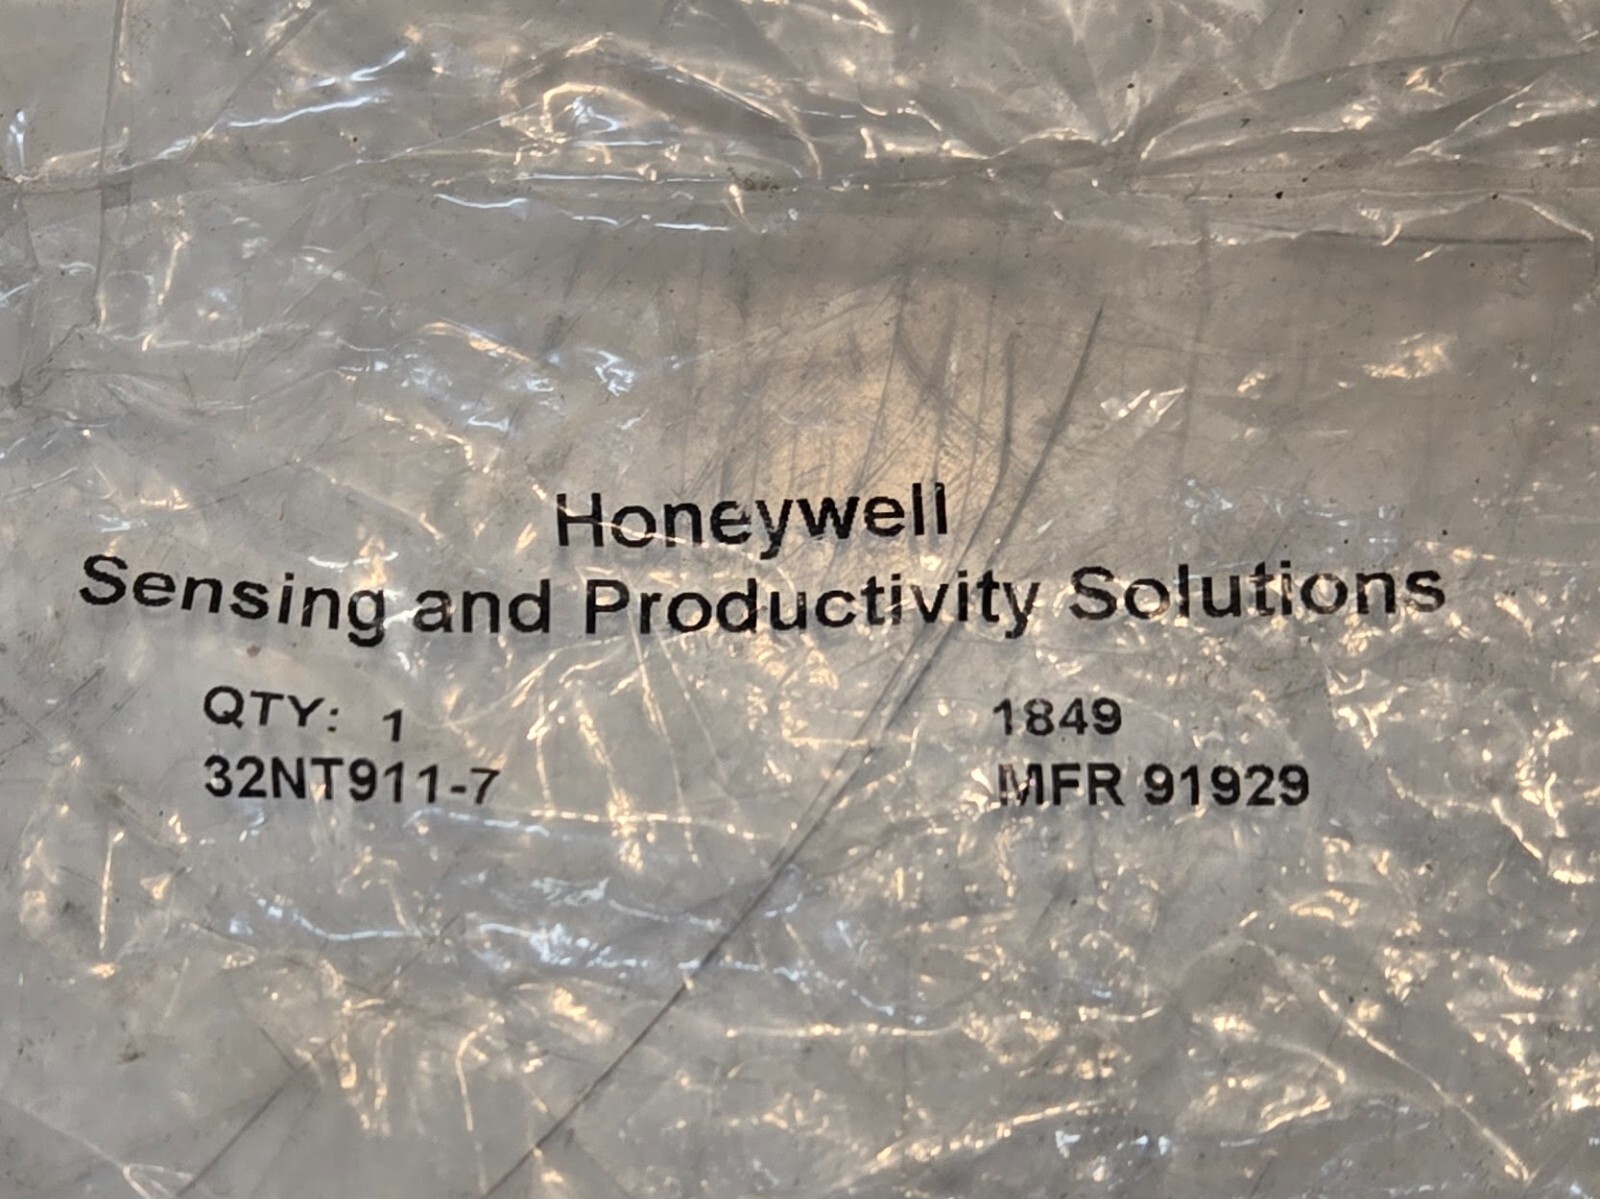 Honeywell
Sensing and Productivity Solutions
QTY: 1 1849
32NT911-7 MFR 91929